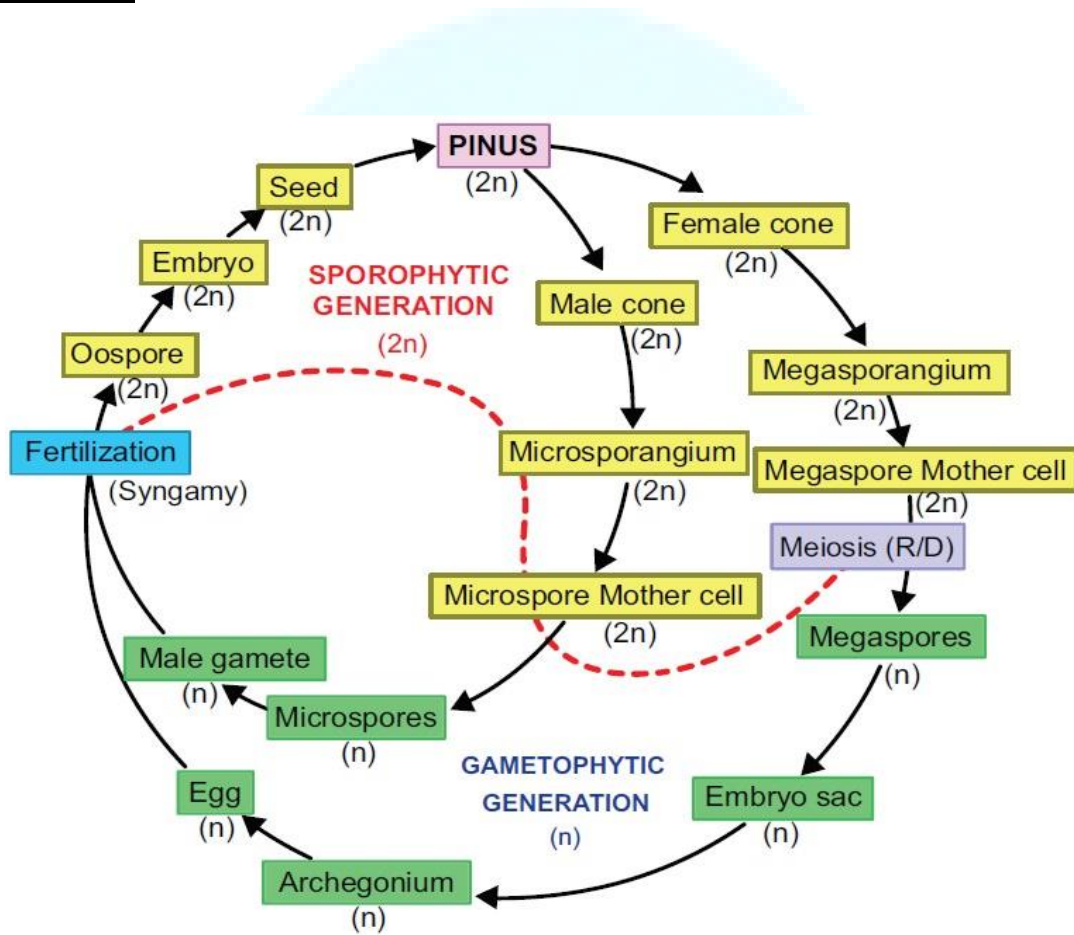 PINUS
(2n)
Seed
(2n)
Female cone
(2n)
Embryo
(2n)
SPOROPHYTIC
GENERATION
(2n)
Male cone
(2n)
Oospore
(2n)
Megasporangium
(2n)
Fertilization
(Syngamy)
Microsporangium
(2n)
Megaspore Mother cell
(2n)
Meiosis (R/D)
Microspore Mother cell
(2n)
Megaspores
(n)
Male gamete
(n)
Microspores
(n)
GAMETOPHYTIC
GENERATION
(n)
Egg
(n)
Embryo sac
(n)
Archegonium
(n)